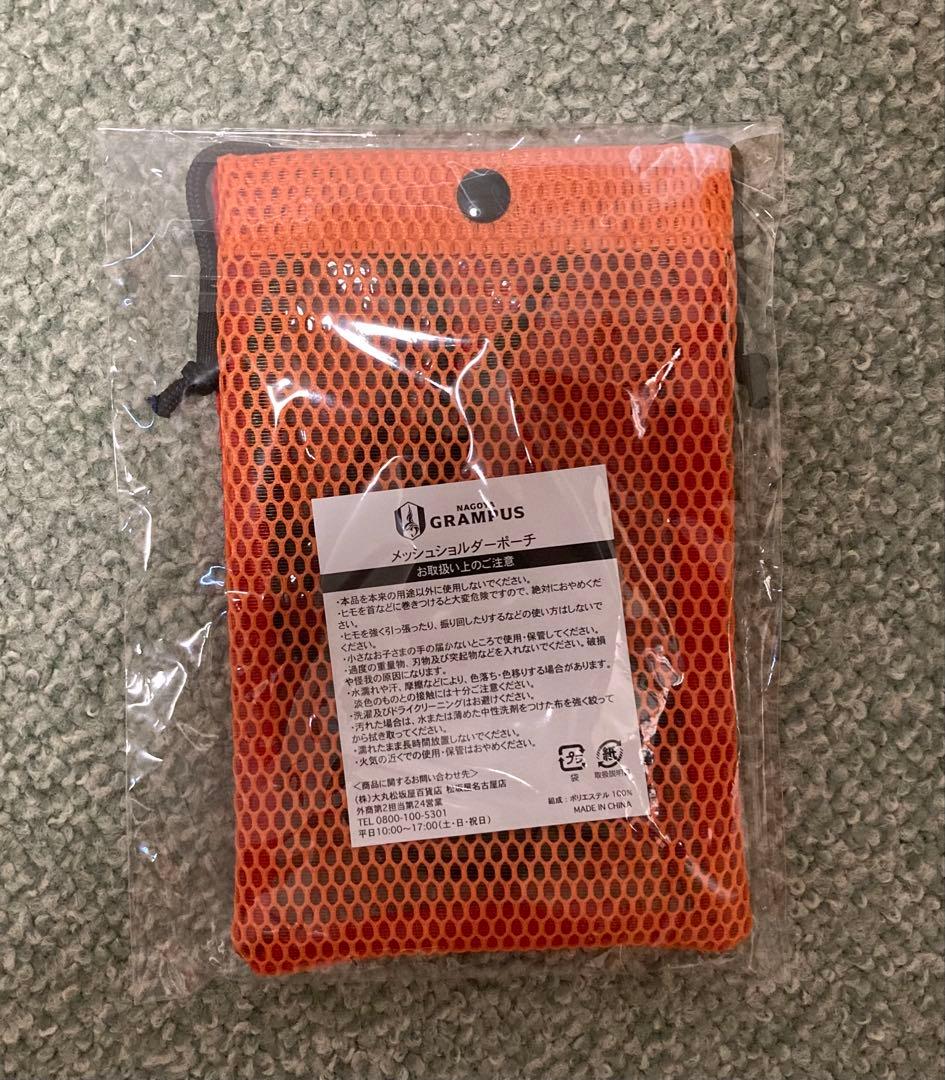 NAGOYA
GRAMPUS
メッシュショルダーポーチ
お取扱い上のご注意
・本品を本来の用途以外に使用しないでください。
・ヒモを首などに巻きつけると大変危険ですので、絶対におやめくだ
さい。
・ヒモを強く引っ張ったり、振り回したりするなどの使い方はしないで
ください。
・小さなお子さまの手の届かないところで使用・保管してください。
・過度の重量物、刃物及び突起物などを入れないでください。破損
や怪我の原因になります。
・水濡れや汗、摩擦などにより、色落ち・色移りする場合があります。
淡色のものとの接触には十分ご注意ください。
・洗濯及びドライクリーニングはお避けください。
・汚れた場合は、水または薄めた中性洗剤をつけた布を強く絞って
から拭き取ってください。
・濡れたまま長時間放置しないでください。
・火気の近くでの使用・保管はおやめください。
プラ
袋
紙
取扱説明書
＜商品に関するお問い合わせ先＞
(株)大丸松坂屋百貨店 松坂屋名古屋店
外商第2担当第24営業
TEL 0800-100-5301
平日10:00〜17:00(土・日・祝日)
組成：ポリエステル 100%
MADE IN CHINA